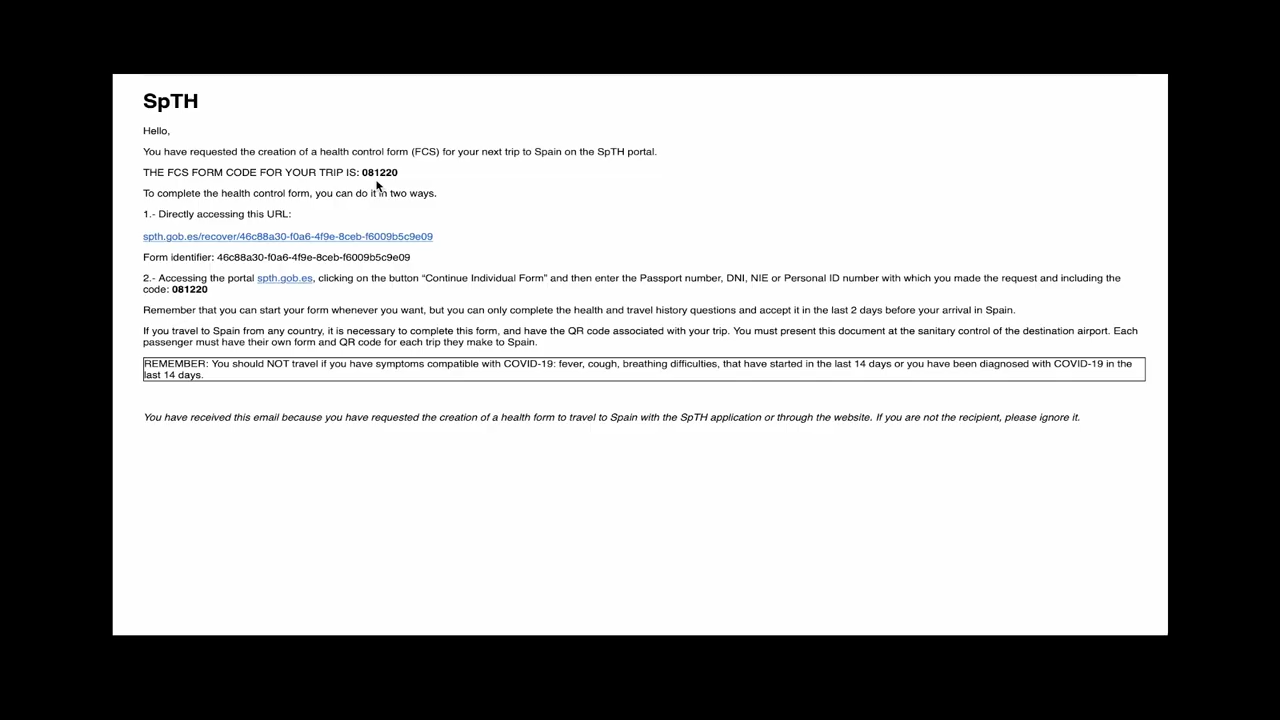 SpTH
Hello,
You have requested the creation of a health control form (FCS) for your next trip to Spain on the SpTH portal.
THE FCS FORM CODE FOR YOUR TRIP IS: 081220
To complete the health control form, you can do it in two ways.
1.- Directly accessing this URL:
spth.gob.es/recover/46c88a30-f0a6-4f9e-8ceb-f6009b5c9e09
Form identifier: 46c88a30-f0a6-4f9e-8ceb-f6009b5c9e09
2.- Accessing the portal spth.gob.es, clicking on the button “Continue Individual Form” and then enter the Passport number, DNI, NIE or Personal ID number with which you made the request and including the
code: 081220
Remember that you can start your form whenever you want, but you can only complete the health and travel history questions and accept it in the last 2 days before your arrival in Spain.
If you travel to Spain from any country, it is necessary to complete this form, and have the QR code associated with your trip. You must present this document at the sanitary control of the destination airport. Each
passenger must have their own form and QR code for each trip they make to Spain.
REMEMBER: You should NOT travel if you have symptoms compatible with COVID-19: fever, cough, breathing difficulties, that have started in the last 14 days or you have been diagnosed with COVID-19 in the
last 14 days.
You have received this email because you have requested the creation of a health form to travel to Spain with the SpTH application or through the website. If you are not the recipient, please ignore it.